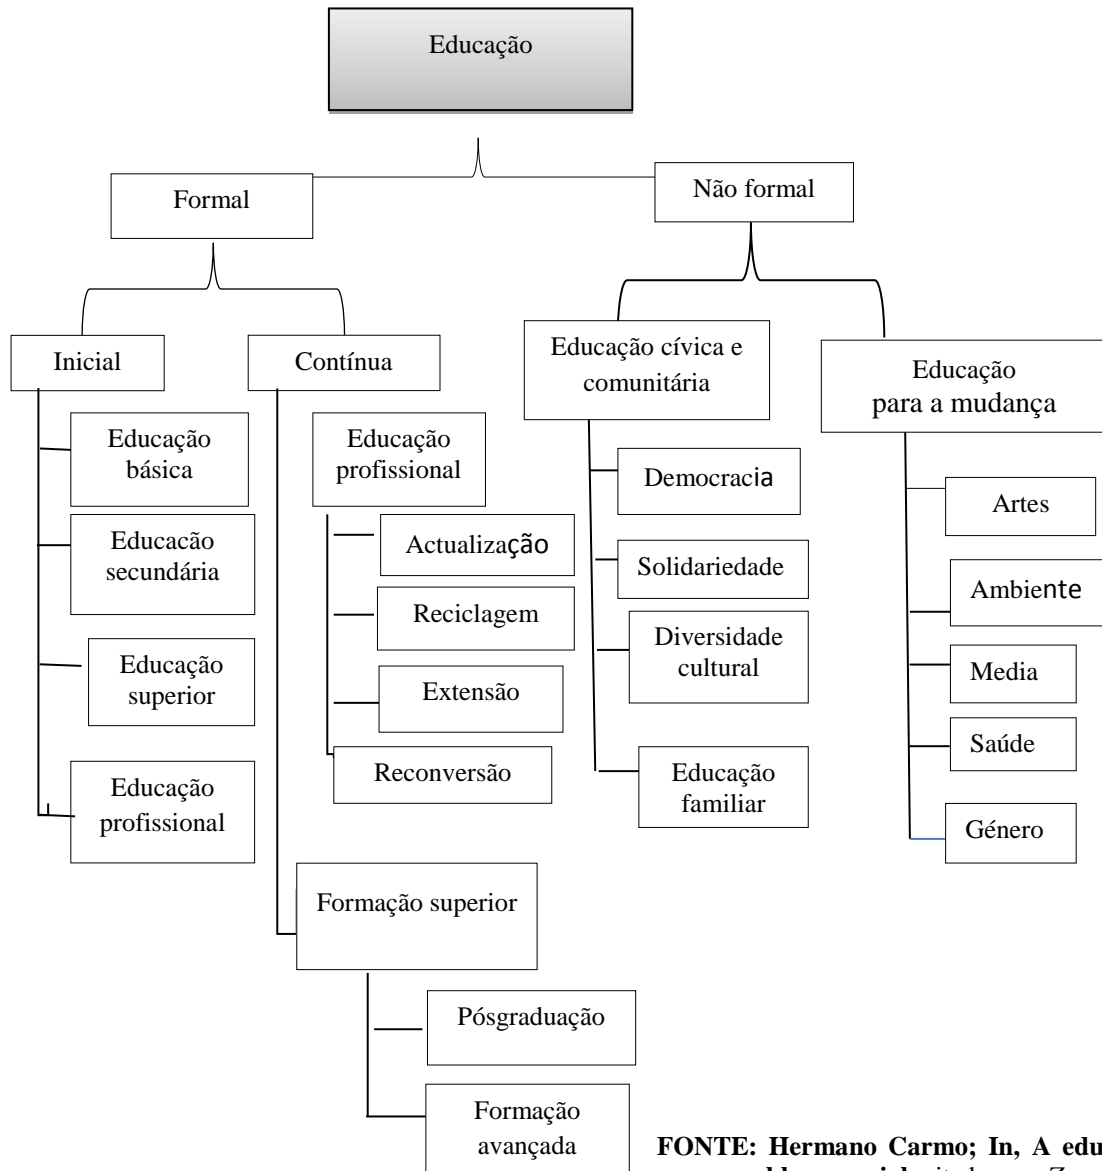 Educação
Formal
Não formal
Inicial
Contínua
Educação cívica e
comunitária
Educação
para a mudança
Educação
básica
Educacão
secundária
Educação
superior
Educação
profissional
Educação
profissional
Actualização
Reciclagem
Extensão
Reconversão
Formação superior
Pósgraduação
Formação
avançada
Democracia
Solidariedade
Diversidade
cultural
Educação
familiar
Artes
Ambiente
Media
Saúde
Género
FONTE: Hermano Carmo; In, A edu